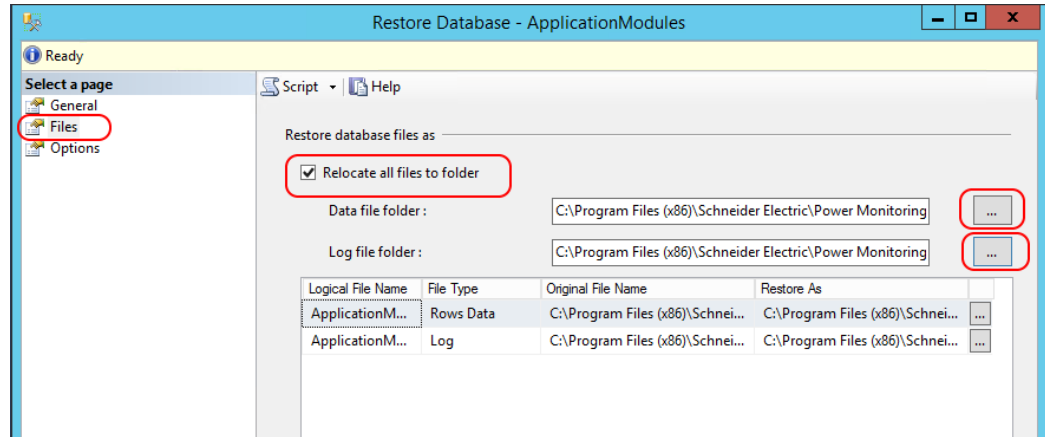 Restore Database - ApplicationModules
Ready
Select a page
General
Files
Options
Script Help
Restore database files as
Relocate all files to folder
Data file folder : C:\Program Files (x86)\Schneider Electric\Power Monitoring ...
Log file folder : C:\Program Files (x86)\Schneider Electric\Power Monitoring ...
Logical File Name File Type Original File Name Restore As
ApplicationM... Rows Data C:\Program Files (x86)\Schnei... C:\Program Files (x86)\Schnei... ...
ApplicationM... Log C:\Program Files (x86)\Schnei... C:\Program Files (x86)\Schnei... ...